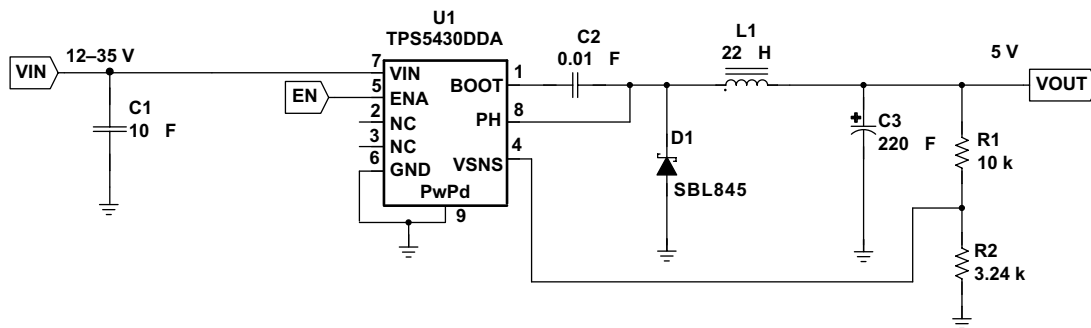 U1
TPS5430DDA
VIN
12–35 V
C1
10 F
EN
7
VIN
5
ENA
2
NC
3
NC
6
GND
PwPd
9
BOOT
1
PH
8
VSNS
4
C2
0.01 F
L1
22 H
D1
SBL845
C3
220 F
5 V
VOUT
R1
10 k
R2
3.24 k
+